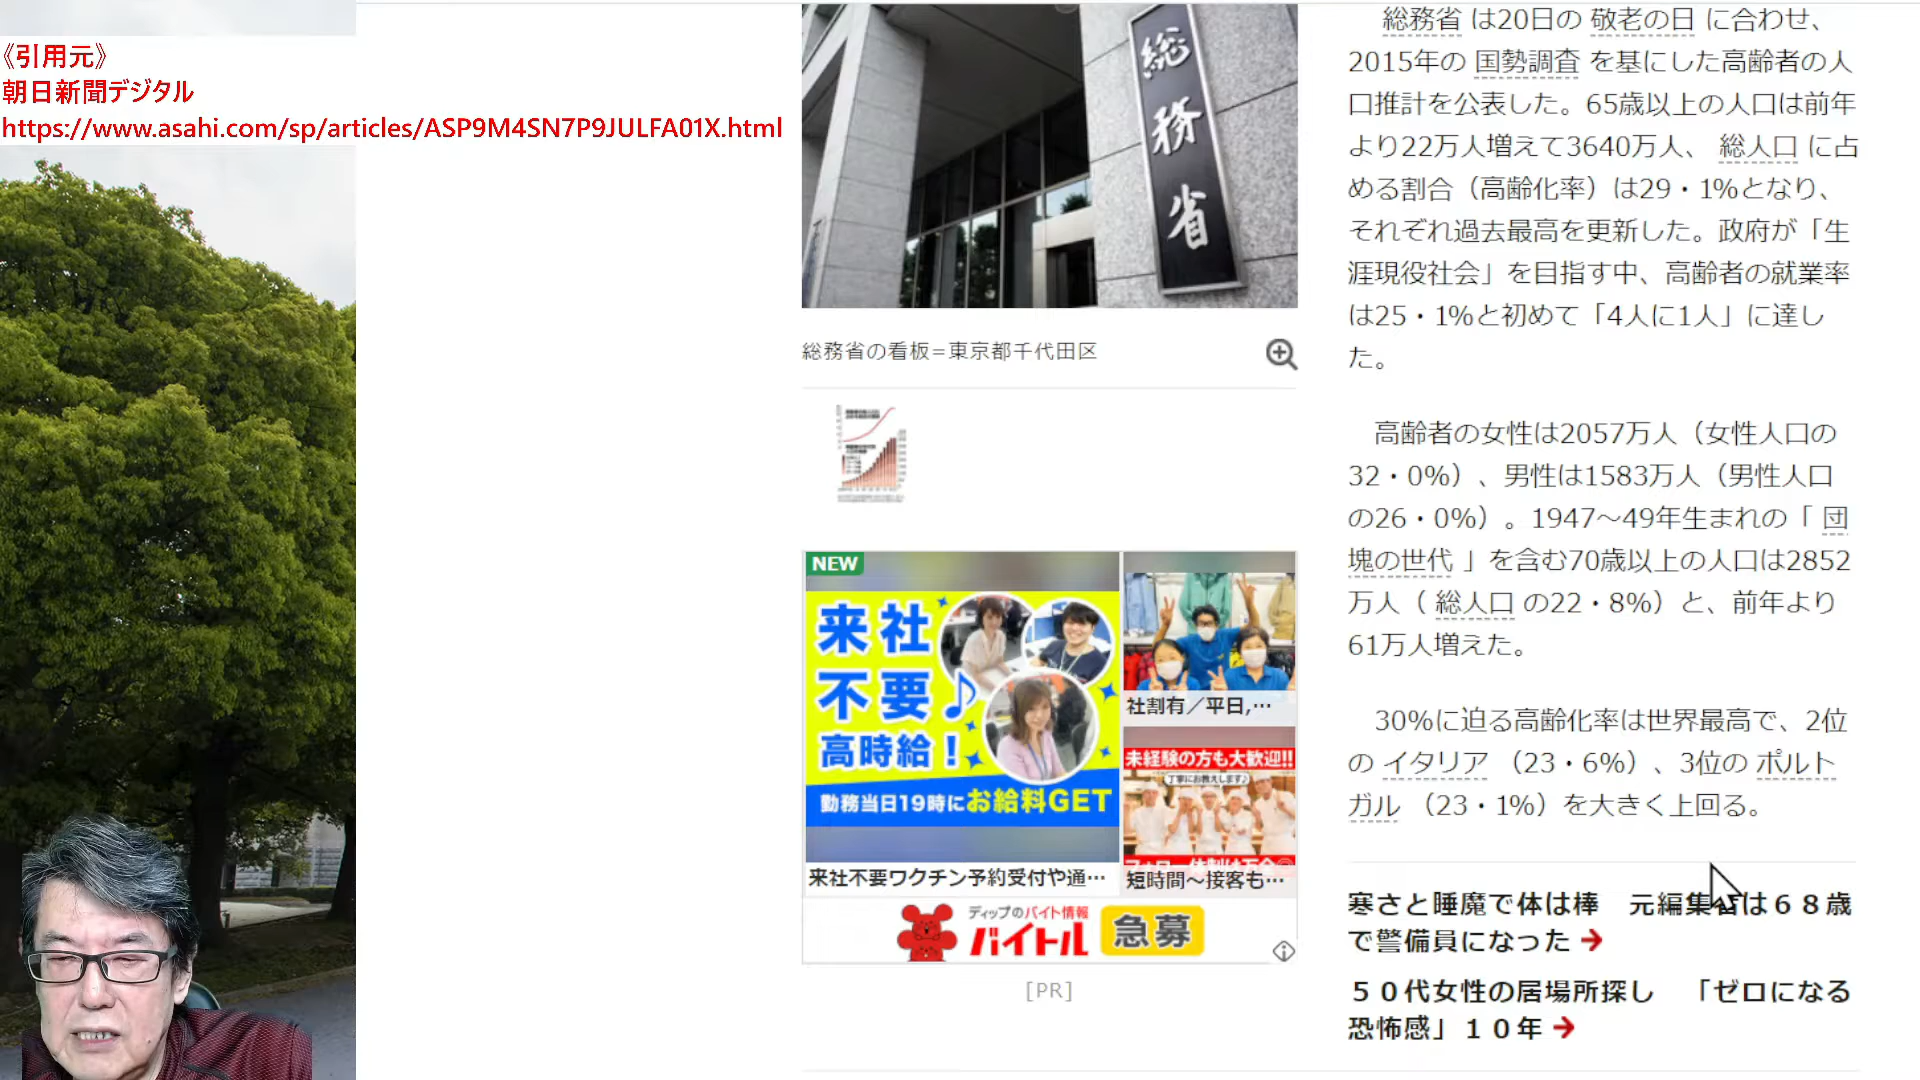 《引用元》
朝日新聞デジタル
https://www.asahi.com/sp/articles/ASP9M4SN7P9JULFA01X.html
総務省
総務省の看板=東京都千代田区
NEW
来社
不要♪
高時給！
勤務当日19時にお給料GET
来社不要ワクチン予約受付や通…
社割有／平日,…
未経験の方も大歓迎!!
丁寧にお教えします♪
短時間～接客も…
ディップのバイト情報
バイトル
急募
[PR]
総務省 は20日の 敬老の日 に合わせ、
2015年の 国勢調査 を基にした高齢者の人
口推計を公表した。65歳以上の人口は前年
より22万人増えて3640万人、 総人口 に占
める割合（高齢化率）は29・1%となり、
それぞれ過去最高を更新した。政府が「生
涯現役社会」を目指す中、高齢者の就業率
は25・1%と初めて「4人に1人」に達し
た。
高齢者の女性は2057万人（女性人口の
32・0%）、男性は1583万人（男性人口
の26・0%）。1947～49年生まれの「 団
塊の世代 」を含む70歳以上の人口は2852
万人（ 総人口 の22・8%）と、前年より
61万人増えた。
30%に迫る高齢化率は世界最高で、2位
の イタリア （23・6%）、3位の ポルト
ガル （23・1%）を大きく上回る。
寒さと睡魔で体は棒　元編集者は６８歳
で警備員になった
５０代女性の居場所探し　「ゼロになる
恐怖感」１０年